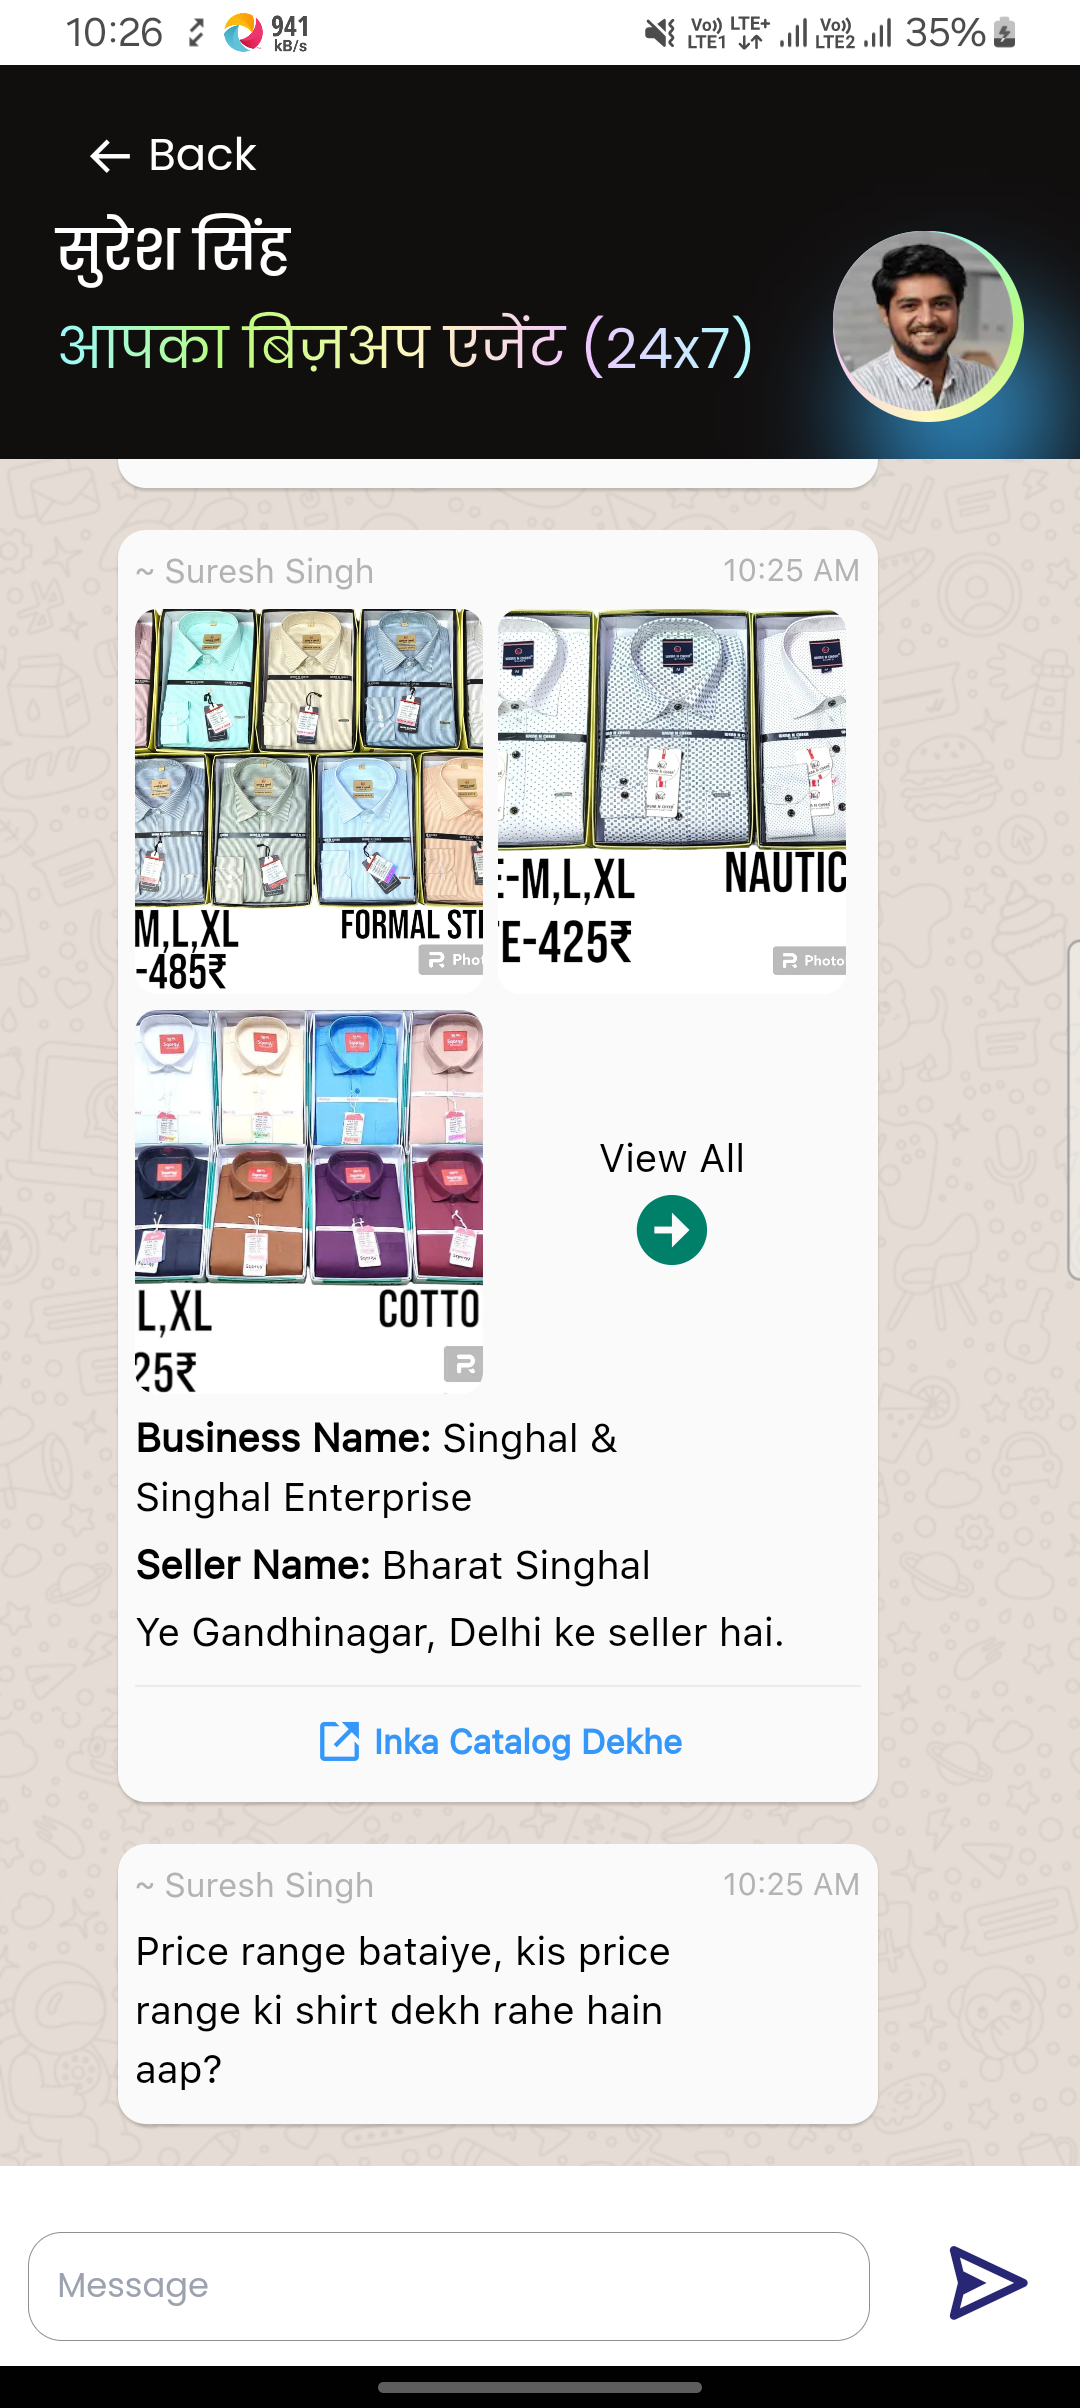 10:26
941
kB/s
Vo)) LTE+
LTE1
Vo))
LTE2
35%
← Back
सुरेश सिंह
आपका बिज़अप एजेंट (24x7)
~ Suresh Singh 10:25 AM
M,L,XL FORMAL STI
-485₹
Phot
E-M,L,XL NAUTIC
E-425₹
Photo
L,XL COTTO
25₹
View All
Business Name: Singhal &
Singhal Enterprise
Seller Name: Bharat Singhal
Ye Gandhinagar, Delhi ke seller hai.
Inka Catalog Dekhe
~ Suresh Singh 10:25 AM
Price range bataiye, kis price
range ki shirt dekh rahe hain
aap?
Message